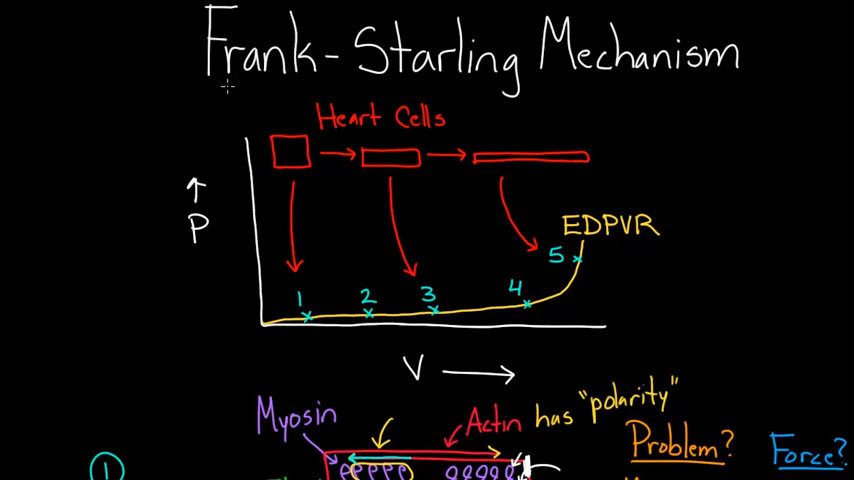 Frank-Starling Mechanism
Heart Cells
P
EDPVR
1 2 3 4 5
V
Myosin
Actin has "polarity"
Problem?
Force?
1